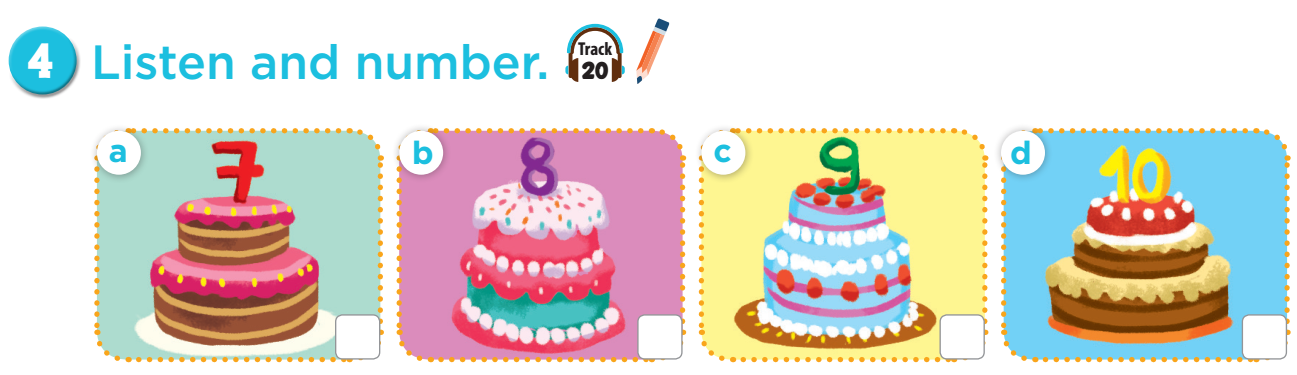 4 Listen and number. Track 20
a 7 b 8 c 9 d 10